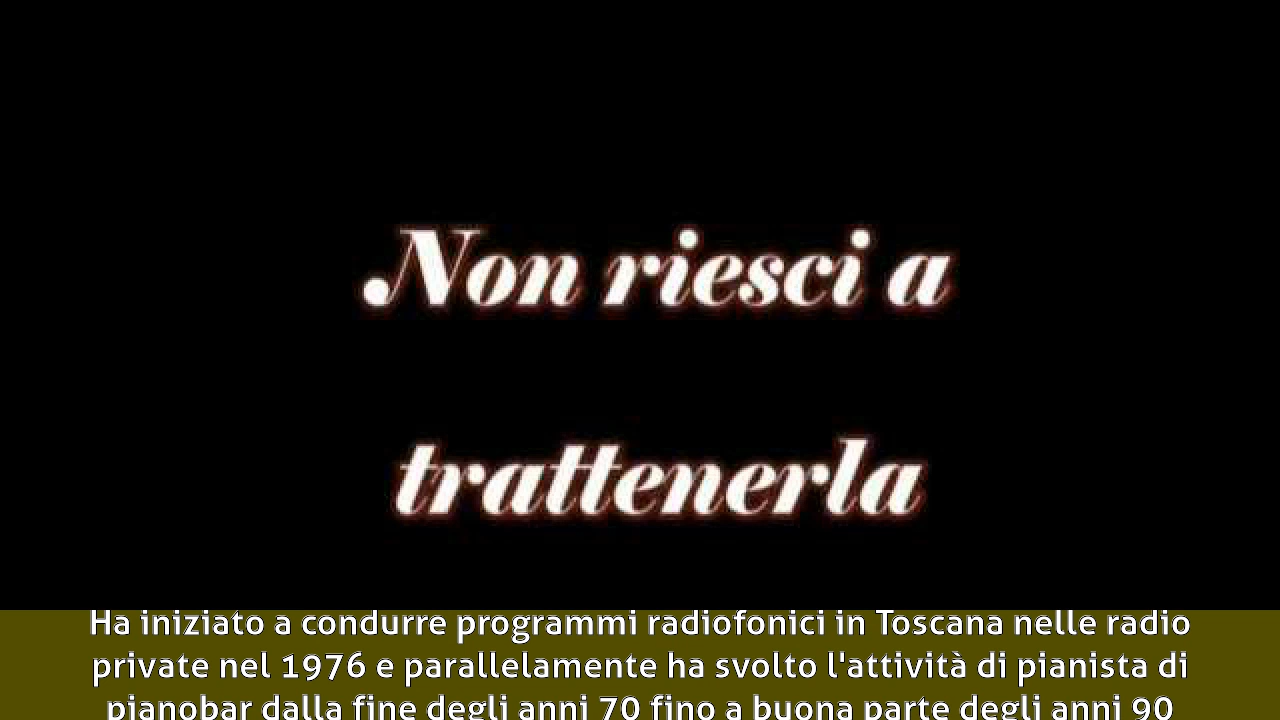 Non riesci a
trattenerla
Ha iniziato a condurre programmi radiofonici in Toscana nelle radio
private nel 1976 e parallelamente ha svolto l'attività di pianista di
pianobar dalla fine degli anni 70 fino a buona parte degli anni 90